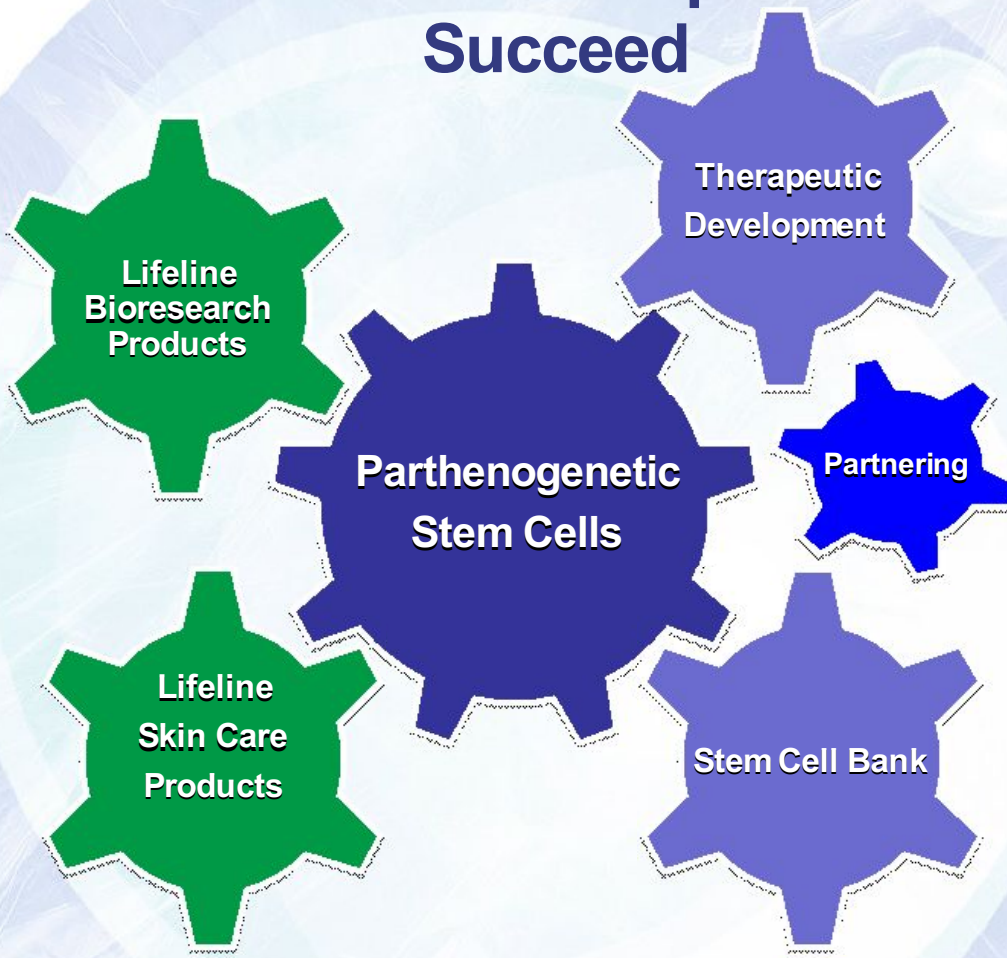 Succeed
Therapeutic
Development
Lifeline
Bioresearch
Products
Parthenogenetic
Stem Cells
Partnering
Lifeline
Skin Care
Products
Stem Cell Bank